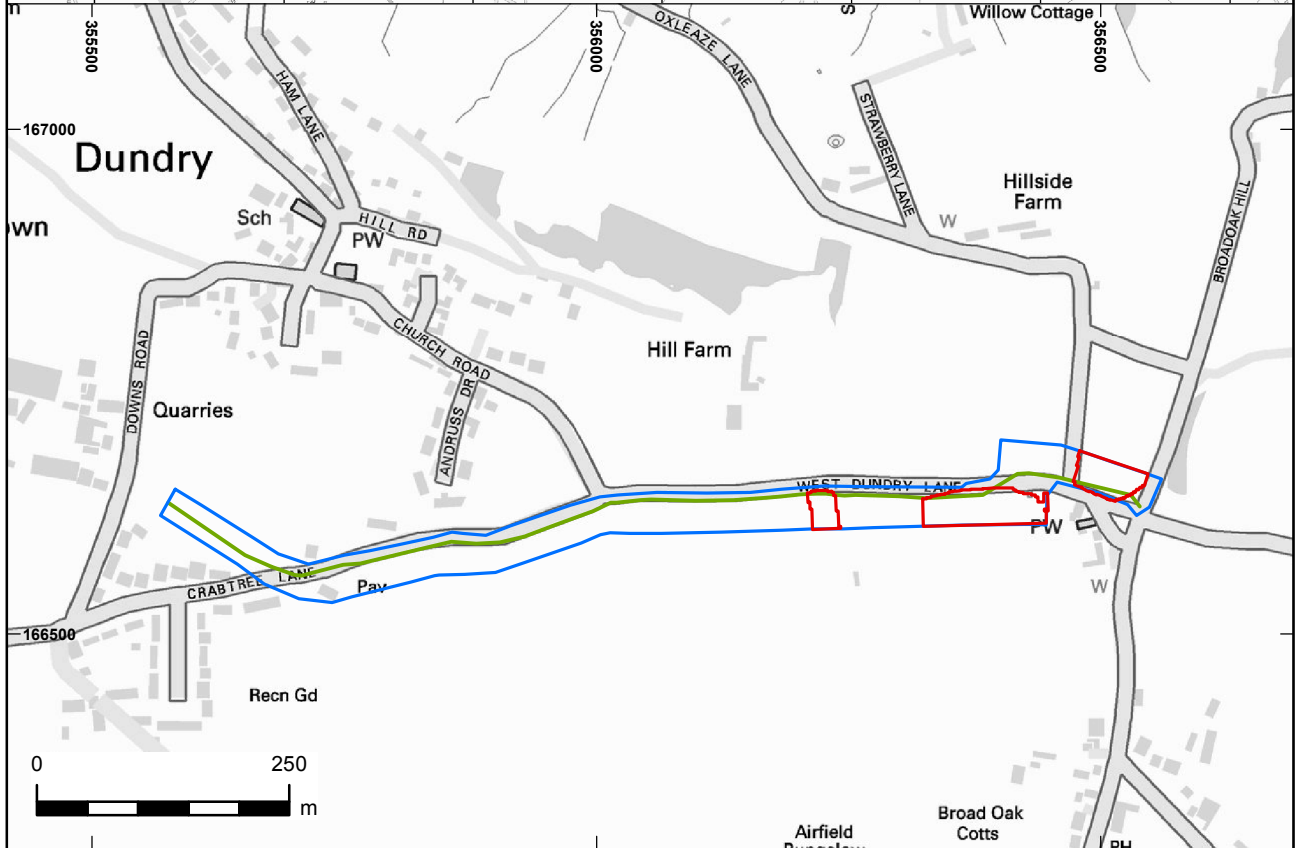 355500
356000
356500
Willow Cottage
OXLEAZE LANE
HAM LANE
STRAWBERRY LANE
167000
Dundry
Hillside
Farm
Sch
HILL RD
W
BROADOAK HILL
own
PW
DOWNS ROAD
CHURCH ROAD
Hill Farm
Quarries
ANDRUSS DR
WEST DUNDRY LANE
PW
CRABTREE LANE
Pav
W
166500
Recn Gd
0 250
m
Broad Oak
Cotts
Airfield
Bungalow
PH